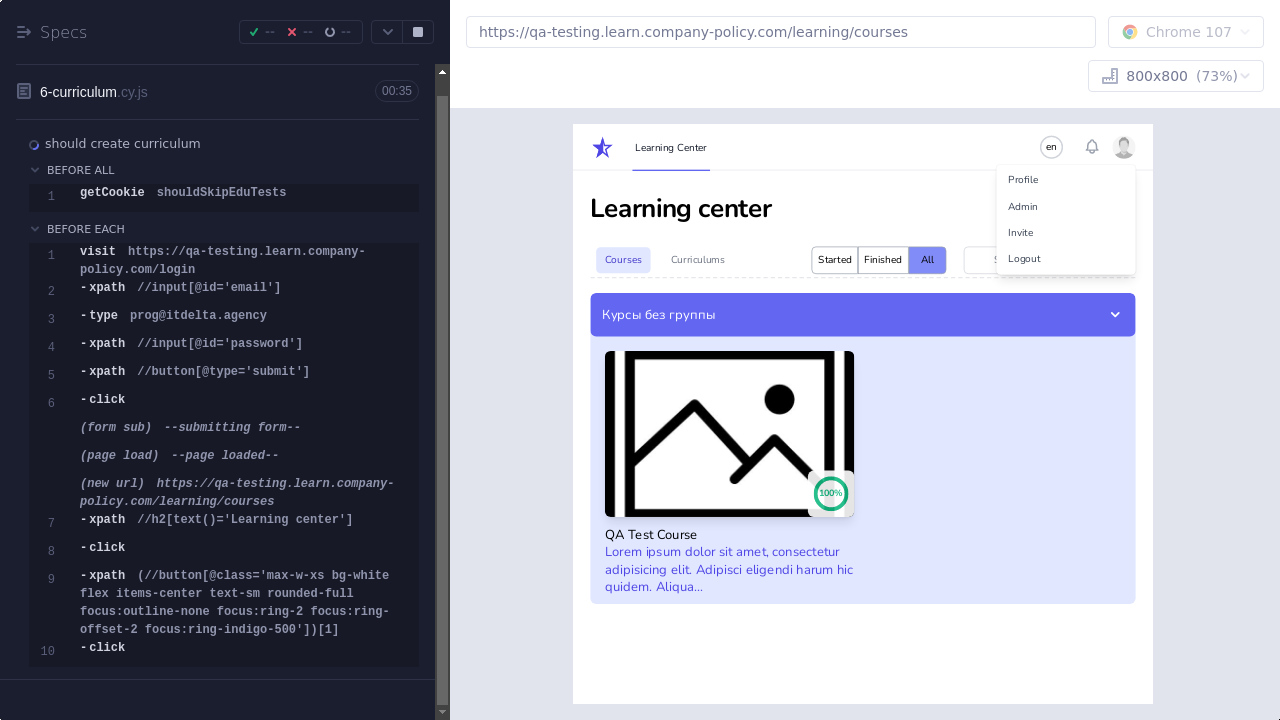 Specs
-- -- --
6-curriculum.cy.js 00:35
should create curriculum
BEFORE ALL
1 getCookie shouldSkipEduTests
BEFORE EACH
1 visit https://qa-testing.learn.company-
policy.com/login
2 -xpath //input[@id='email']
3 -type prog@itdelta.agency
4 -xpath //input[@id='password']
5 -xpath //button[@type='submit']
6 -click
(form sub) --submitting form--
(page load) --page loaded--
(new url) https://qa-testing.learn.company-
policy.com/learning/courses
7 -xpath //h2[text()='Learning center']
8 -click
9 -xpath (//button[@class='max-w-xs bg-white
flex items-center text-sm rounded-full
focus:outline-none focus:ring-2 focus:ring-
offset-2 focus:ring-indigo-500'])[1]
10 -click
https://qa-testing.learn.company-policy.com/learning/courses
Chrome 107
800x800 (73%)
Learning Center
en
Profile
Admin
Invite
Logout
Learning center
Courses Curriculums Started Finished All
Курсы без группы
100%
QA Test Course
Lorem ipsum dolor sit amet, consectetur
adipisicing elit. Adipisci eligendi harum hic
quidem. Aliqua...